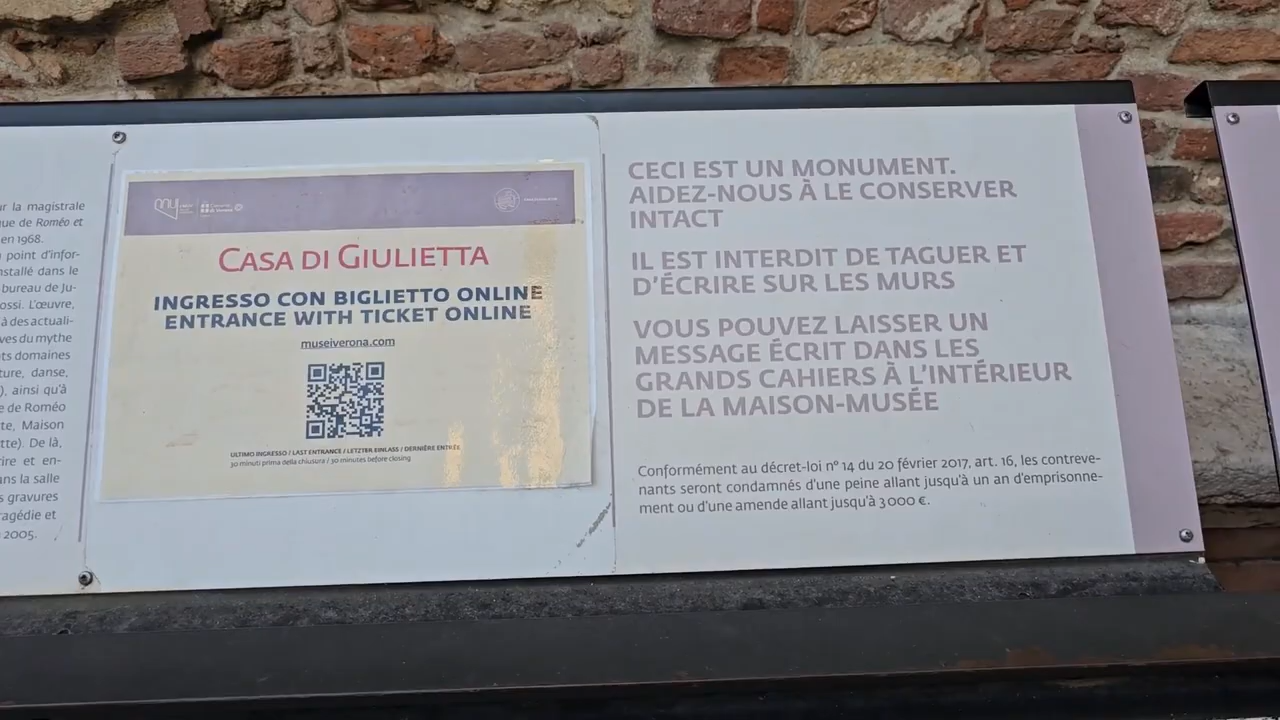 ur la magistrale
que de Roméo et
en 1968.
point d'infor-
nstallé dans le
bureau de Ju-
ossi. L'œuvre,
à des actuali-
ves du mythe
ts domaines
ture, danse,
), ainsi qu'à
e de Roméo
te, Maison
tte). De là,
rire et en-
ans la salle
s gravures
ragédie et
2005.
CASA DI GIULIETTA
INGRESSO CON BIGLIETTO ONLINE
ENTRANCE WITH TICKET ONLINE
museiverona.com
ULTIMO INGRESSO / LAST ENTRANCE / LETZTER EINLASS / DERNIÈRE ENTRÉE
30 minuti prima della chiusura / 30 minutes before closing
CECI EST UN MONUMENT.
AIDEZ-NOUS À LE CONSERVER
INTACT
IL EST INTERDIT DE TAGUER ET
D'ÉCRIRE SUR LES MURS
VOUS POUVEZ LAISSER UN
MESSAGE ÉCRIT DANS LES
GRANDS CAHIERS À L'INTÉRIEUR
DE LA MAISON-MUSÉE
Conformément au décret-loi nº 14 du 20 février 2017, art. 16, les contreve-
nants seront condamnés d'une peine allant jusqu'à un an d'emprisonne-
ment ou d'une amende allant jusqu'à 3 000 €.